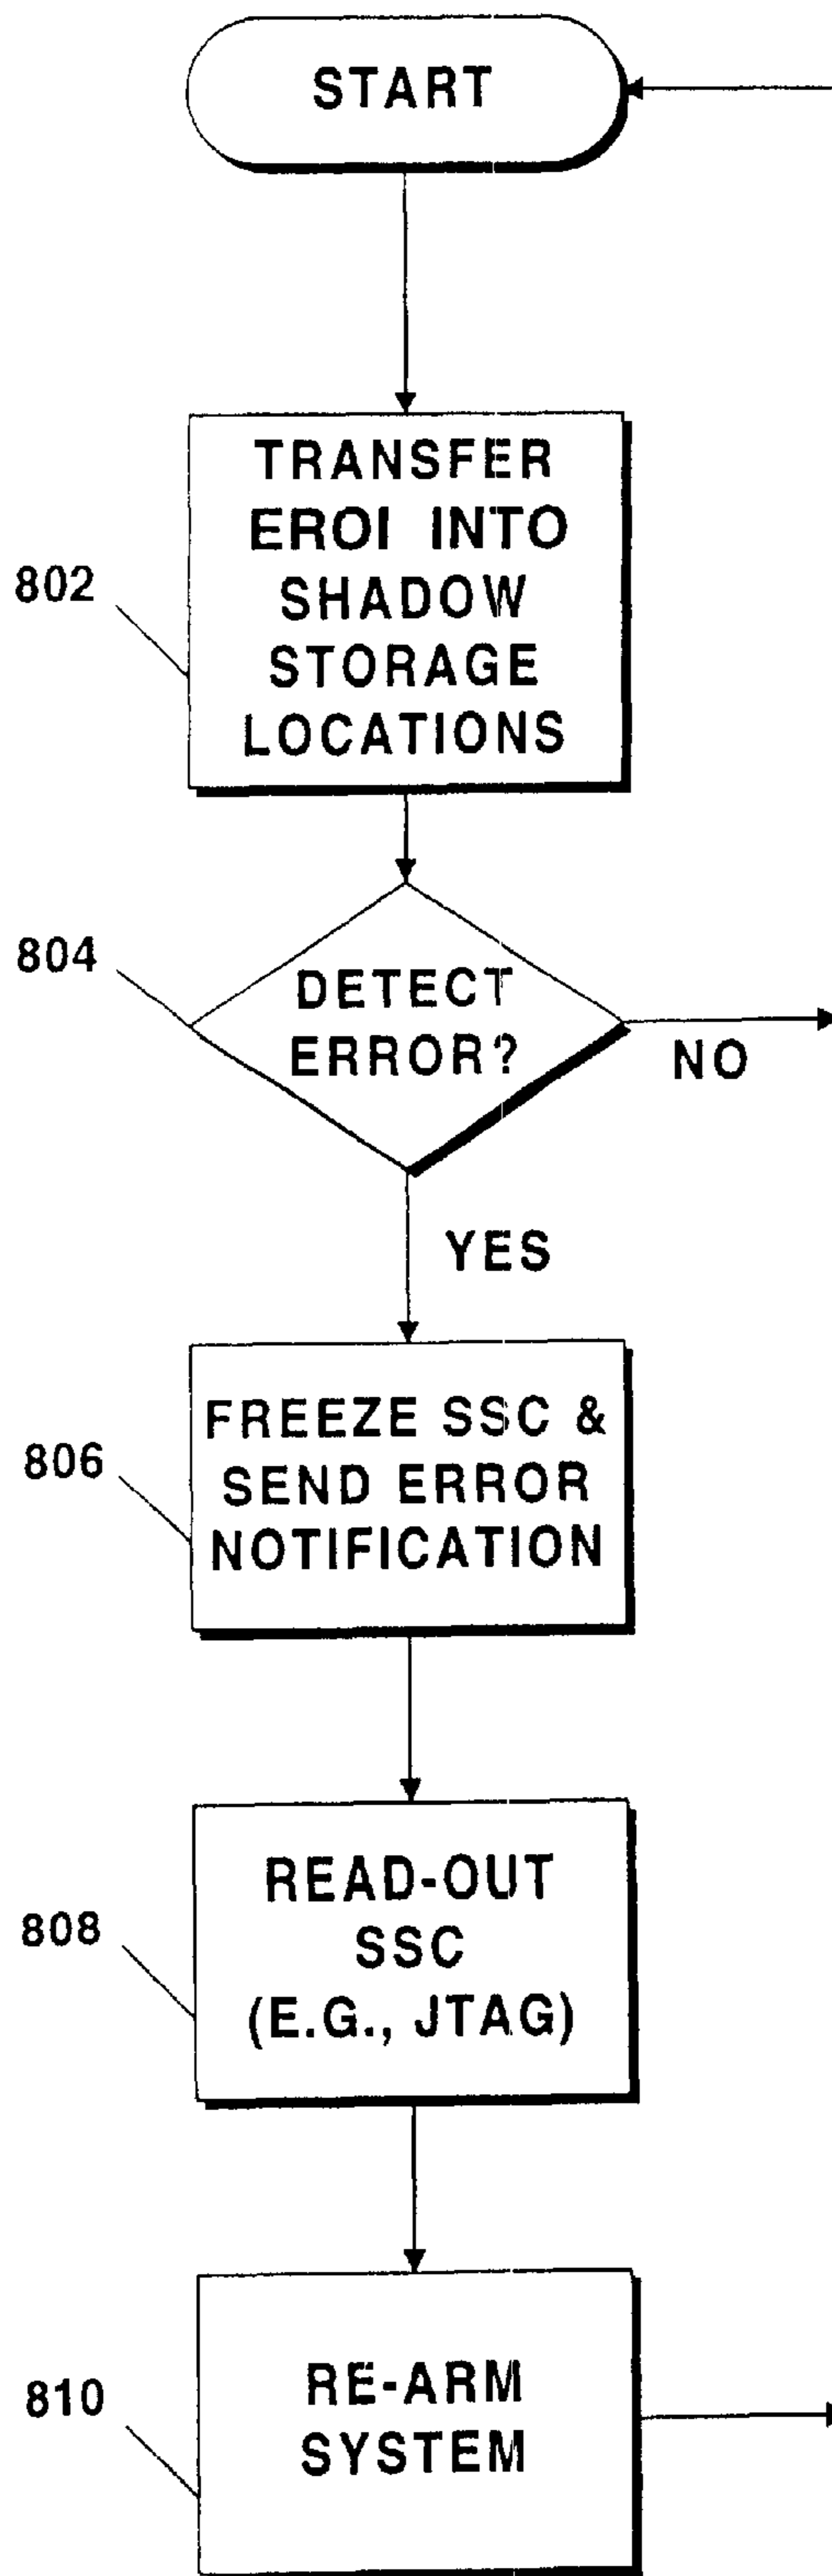 START
TRANSFER
EROI INTO
SHADOW
STORAGE
LOCATIONS
802
804
DETECT
ERROR?
NO
YES
806
FREEZE SSC &
SEND ERROR
NOTIFICATION
808
READ-OUT
SSC
(E.G., JTAG)
810
RE-ARM
SYSTEM